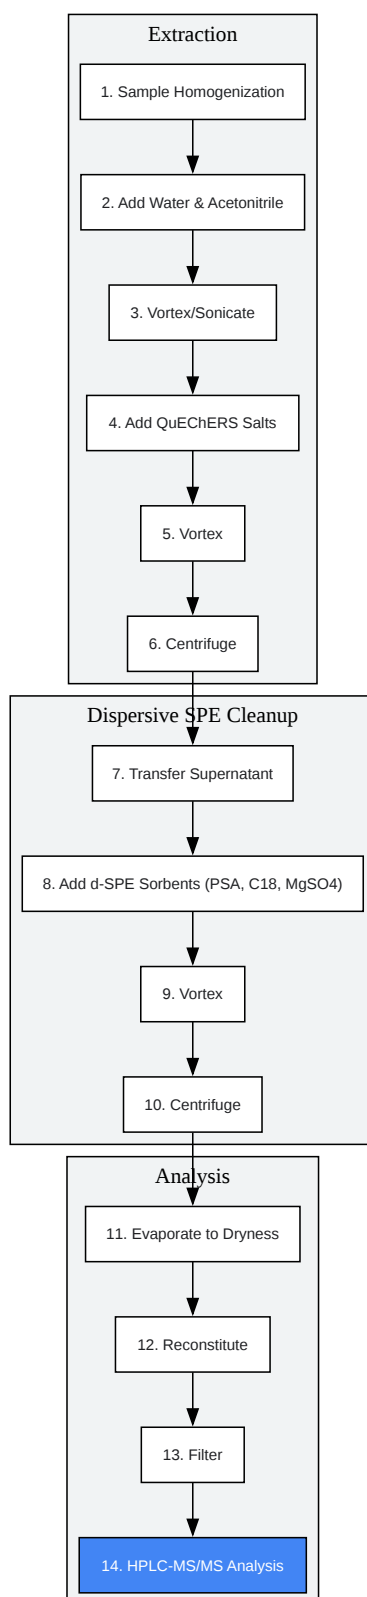 Extraction
1. Sample Homogenization
2. Add Water & Acetonitrile
3. Vortex/Sonicate
4. Add QuEChERS Salts
5. Vortex
6. Centrifuge
Dispersive SPE Cleanup
7. Transfer Supernatant
8. Add d-SPE Sorbents (PSA, C18, MgSO4)
9. Vortex
10. Centrifuge
Analysis
11. Evaporate to Dryness
12. Reconstitute
13. Filter
14. HPLC-MS/MS Analysis